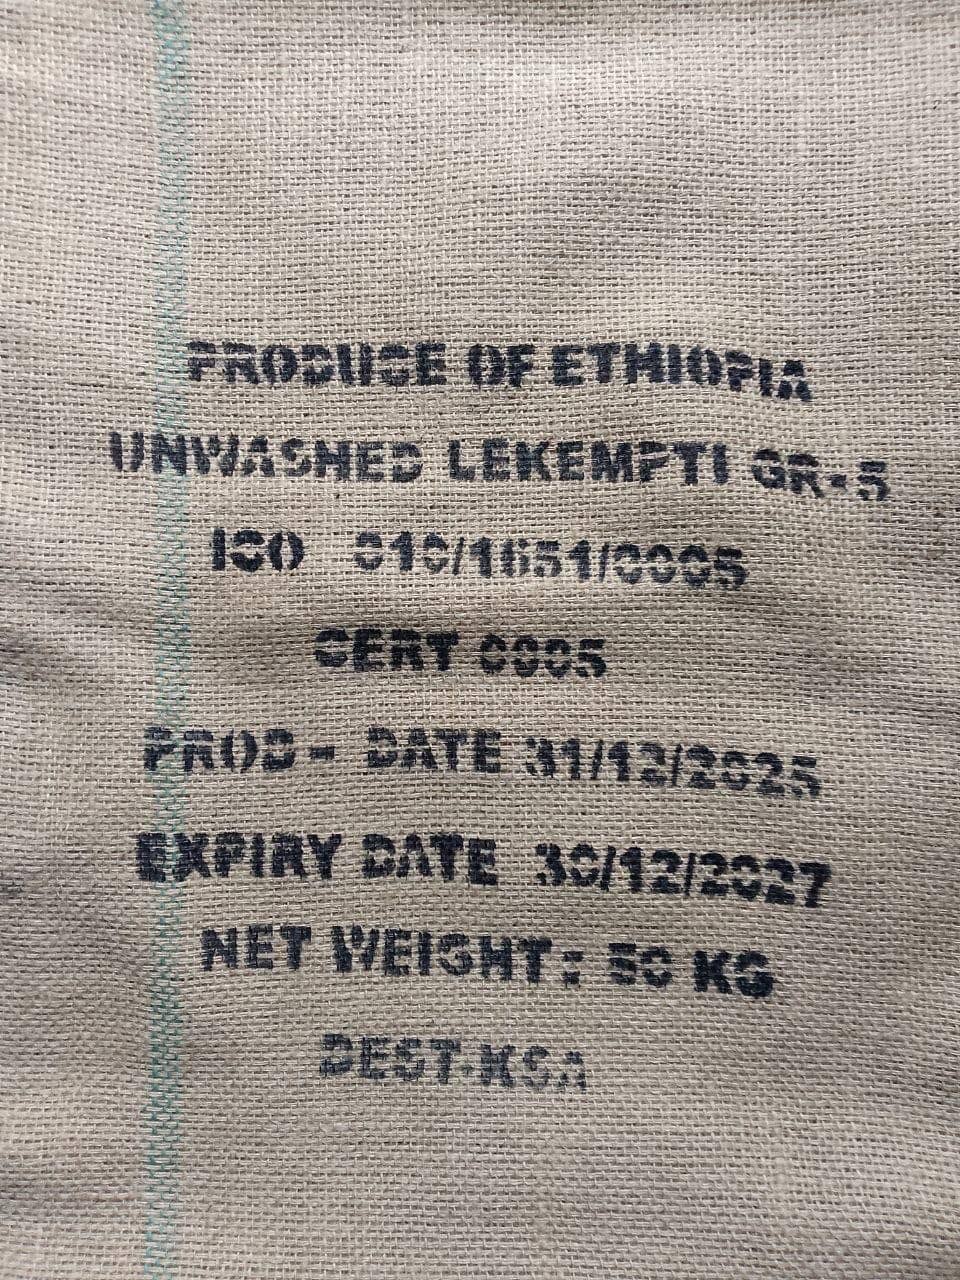 PRODUCE OF ETHIOPIA
UNWASHED LEKEMPTI GR-5
ICO 010/1651/0005
CERT 0005
PROD- DATE 31/12/2025
EXPIRY DATE 30/12/2027
NET WEIGHT: 50 KG
DEST-KSA